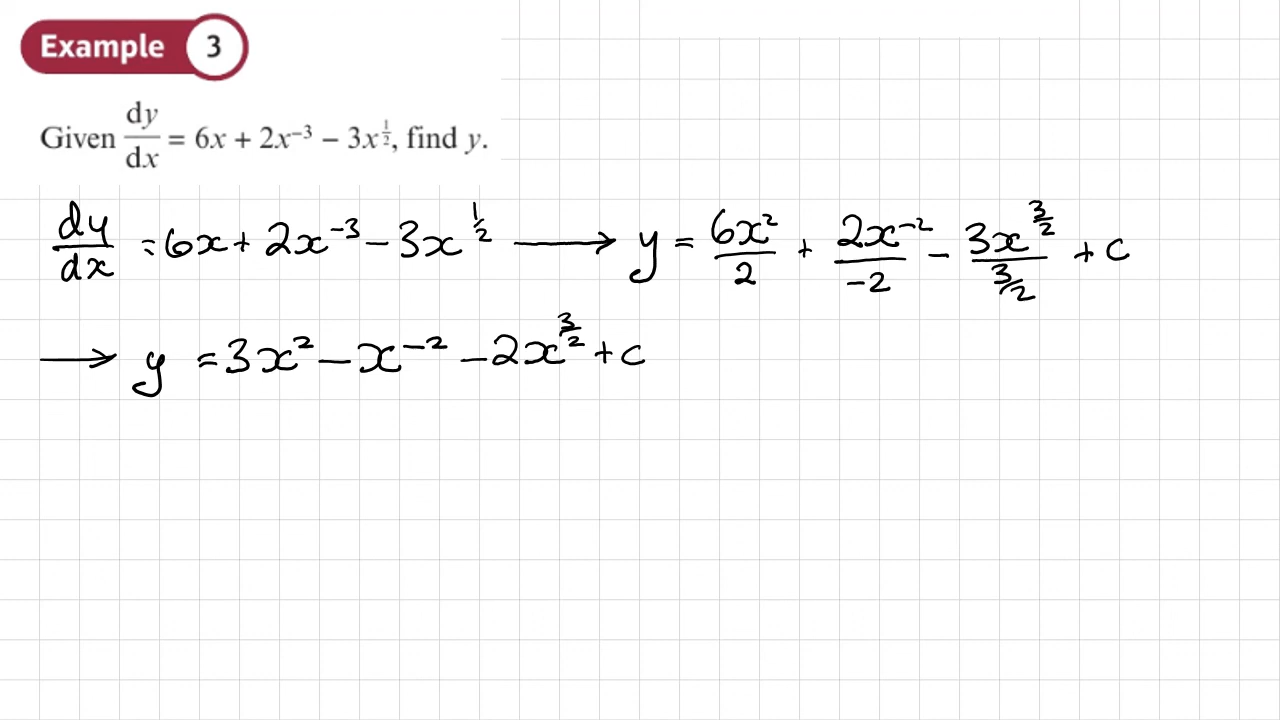 Example 3
Given dy/dx = 6x + 2x⁻³ − 3x^(1/2), find y.
dy/dx = 6x + 2x⁻³ − 3x^(1/2) ⟶ y = 6x²/2 + 2x⁻²/−2 − 3x^(3/2)/(3/2) + c
⟶ y = 3x² − x⁻² − 2x^(3/2) + c